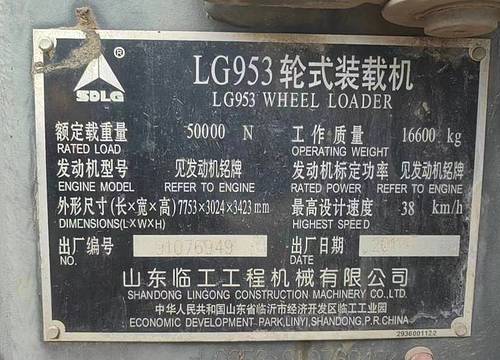 ® LG953 轮式装载机
SDLG LG953 WHEEL LOADER
额定载重量 50000 N 工作质量 16600 kg
RATED LOAD OPERATING WEIGHT
发动机型号 见发动机铭牌 发动机标定功率 见发动机铭牌
ENGINE MODEL REFER TO ENGINE RATED POWER REFER TO ENGINE
外形尺寸(长×宽×高) 7753×3024×3423mm 最高设计速度 38 km/h
DIMENSIONS(L×W×H) HIGHEST SPEED
出厂编号 91076949 出厂日期
NO. DATE
山东临工工程机械有限公司
SHANDONG LINGONG CONSTRUCTION MACHINERY CO.,LTD.
中华人民共和国山东省临沂市经济开发区临工工业园
ECONOMIC DEVELOPMENT PARK,LINYI,SHANDONG,P.R.CHINA
2936001122